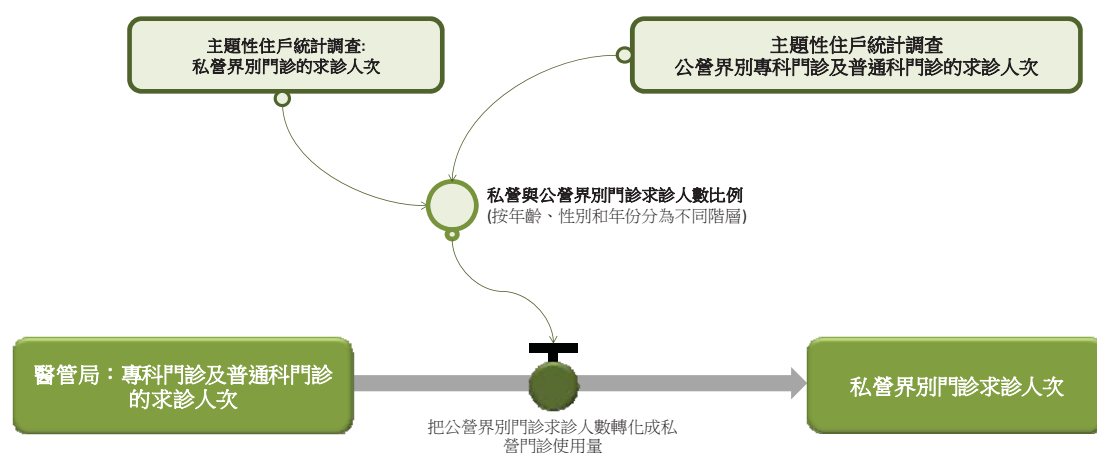 主題性住戶統計調查:
私營界別門診的求診人次
主題性住戶統計調查
公營界別專科門診及普通科門診的求診人次
私營與公營界別門診求診人數比例
(按年齡、性別和年份分為不同階層)
醫管局：專科門診及普通科門診
的求診人次
私營界別門診求診人次
把公營界別門診求診人數轉化成私
營門診使用量